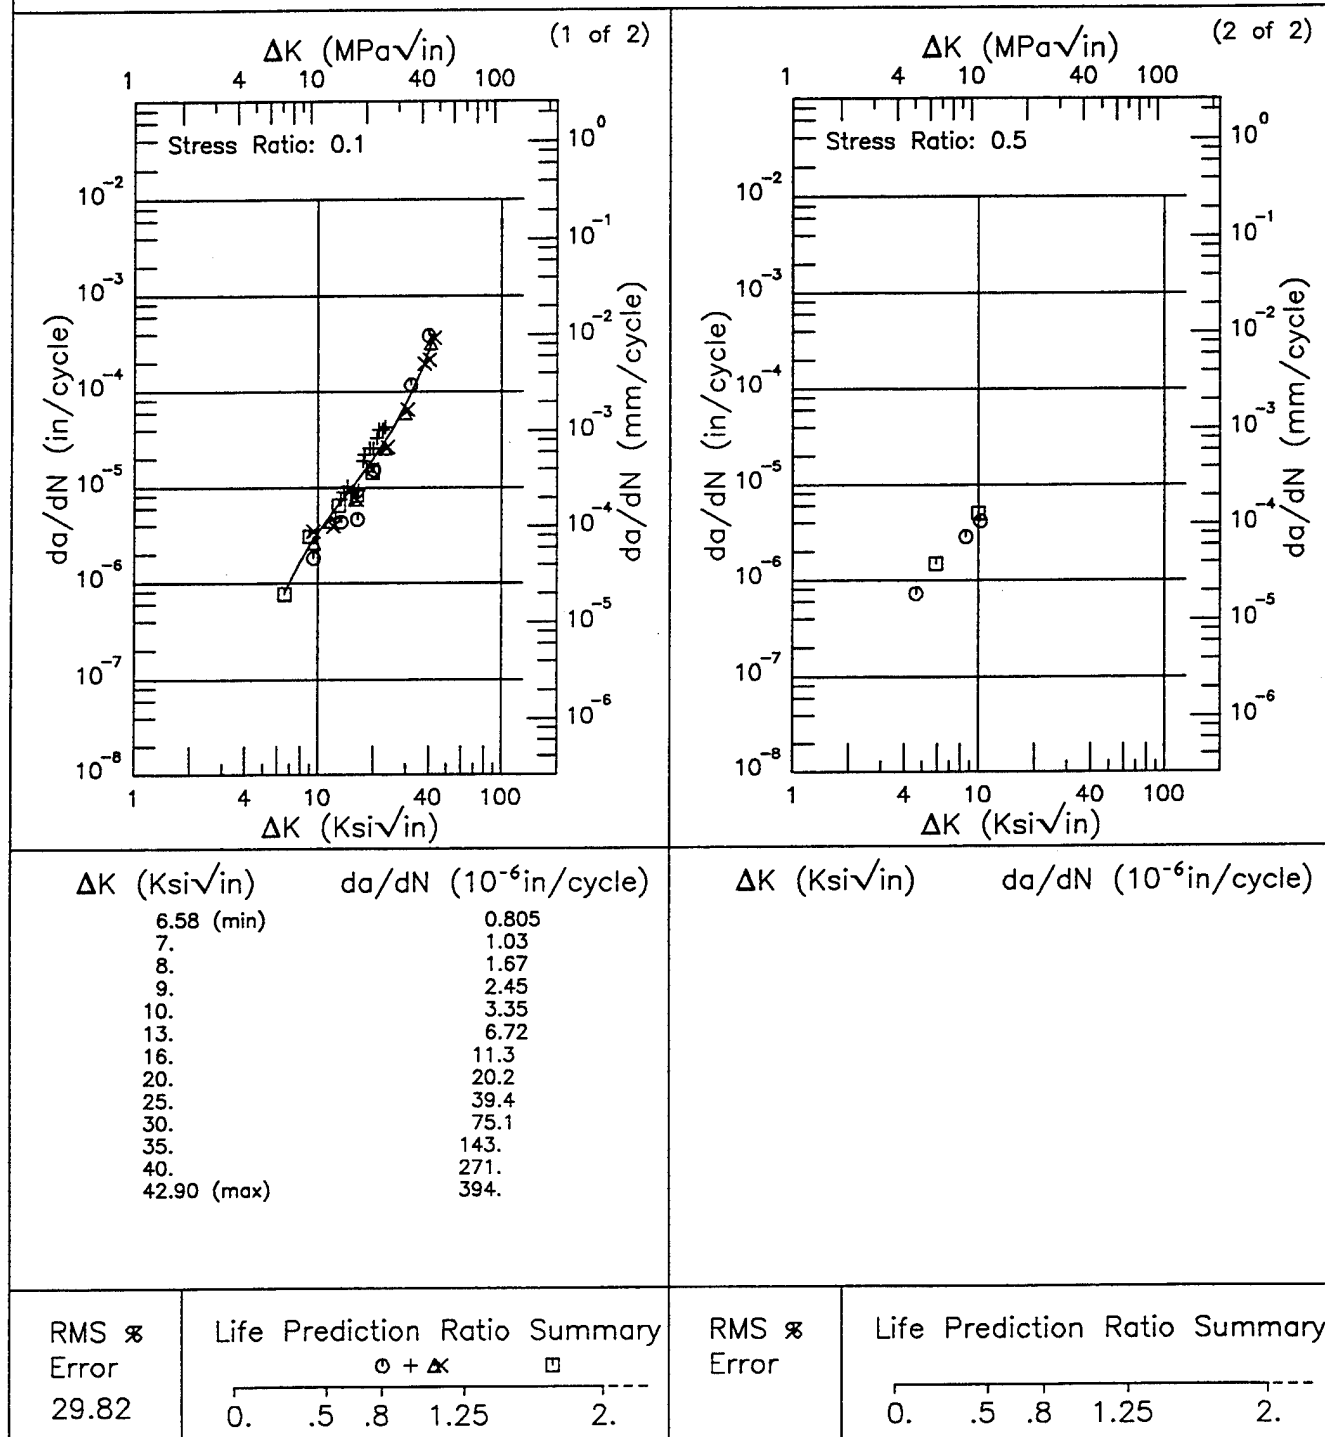 (1 of 2)
ΔK (MPa√in)
1 4 10 40 100
Stress Ratio: 0.1
da/dN (in/cycle)
10⁻²
10⁻³
10⁻⁴
10⁻⁵
10⁻⁶
10⁻⁷
10⁻⁸
da/dN (mm/cycle)
10⁰
10⁻¹
10⁻²
10⁻³
10⁻⁴
10⁻⁵
10⁻⁶
1 4 10 40 100
ΔK (Ksi√in)
(2 of 2)
ΔK (MPa√in)
1 4 10 40 100
Stress Ratio: 0.5
da/dN (in/cycle)
10⁻²
10⁻³
10⁻⁴
10⁻⁵
10⁻⁶
10⁻⁷
10⁻⁸
da/dN (mm/cycle)
10⁰
10⁻¹
10⁻²
10⁻³
10⁻⁴
10⁻⁵
10⁻⁶
1 4 10 40 100
ΔK (Ksi√in)
ΔK (Ksi√in) da/dN (10⁻⁶in/cycle)
6.58 (min) 0.805
7. 1.03
8. 1.67
9. 2.45
10. 3.35
13. 6.72
16. 11.3
20. 20.2
25. 39.4
30. 75.1
35. 143.
40. 271.
42.90 (max) 394.
ΔK (Ksi√in) da/dN (10⁻⁶in/cycle)
RMS %
Error
29.82
Life Prediction Ratio Summary
0. .5 .8 1.25 2.
RMS %
Error
Life Prediction Ratio Summary
0. .5 .8 1.25 2.